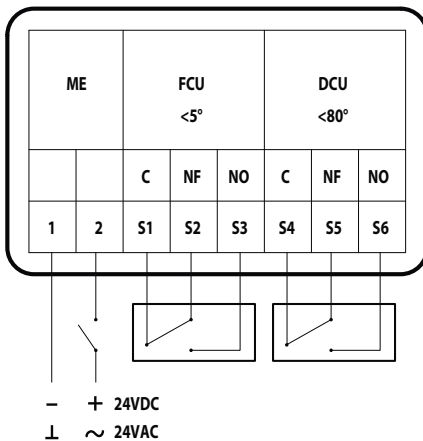 ME FCU DCU
<5° <80°
C NF NO C NF NO
1 2 S1 S2 S3 S4 S5 S6
− + 24VDC
⊥ ~ 24VAC